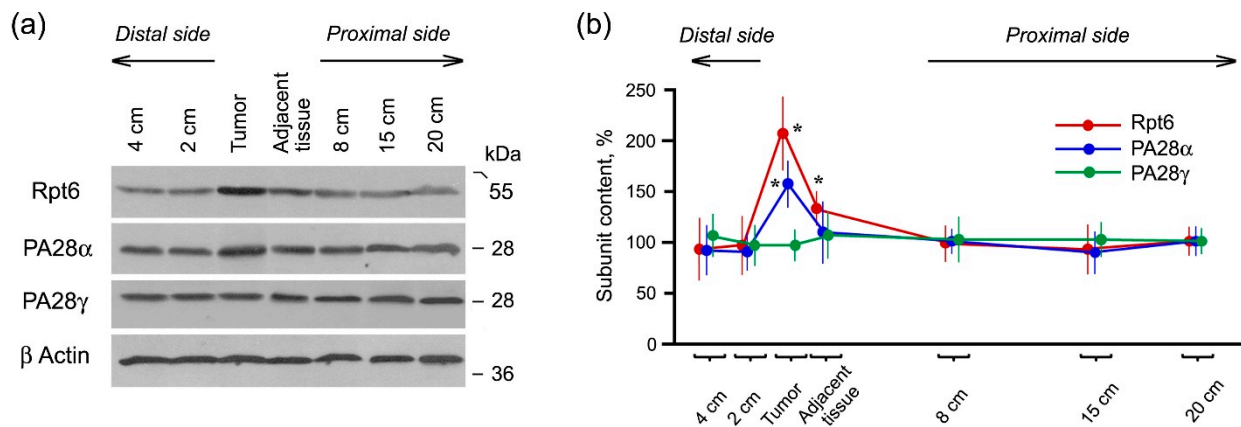 (a)
Distal side
Proximal side
4 cm
2 cm
Tumor
Adjacent
tissue
8 cm
15 cm
20 cm
kDa
Rpt6
55
PA28α
– 28
PA28γ
– 28
β Actin
– 36
(b)
Distal side
Proximal side
Subunit content, %
250
200
150
100
50
0
*
*
*
Rpt6
PA28α
PA28γ
4 cm
2 cm
Tumor
Adjacent
tissue
8 cm
15 cm
20 cm